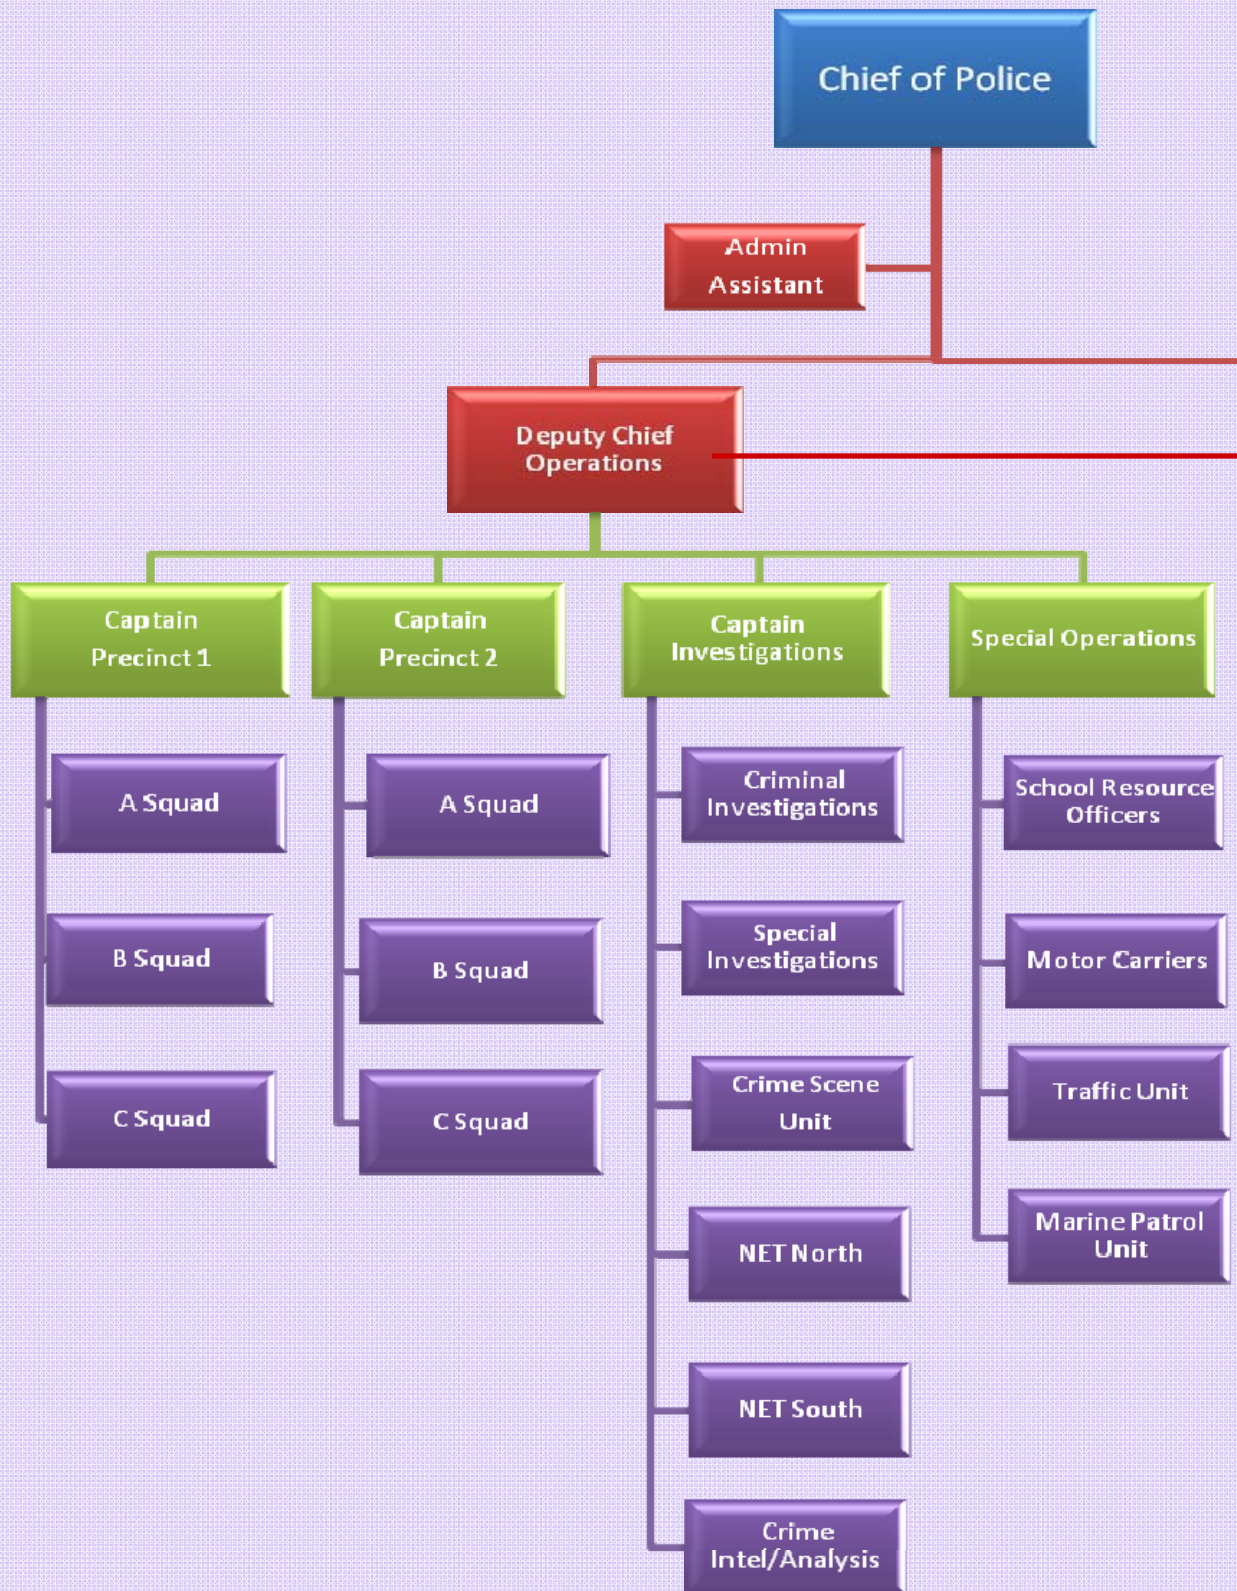 Chief of Police
Admin
Assistant
Deputy Chief
Operations
Captain
Precinct 1
Captain
Precinct 2
Captain
Investigations
Special Operations
A Squad
B Squad
C Squad
A Squad
B Squad
C Squad
Criminal
Investigations
Special
Investigations
Crime Scene
Unit
NET North
NET South
Crime
Intel/Analysis
School Resource
Officers
Motor Carriers
Traffic Unit
Marine Patrol
Unit